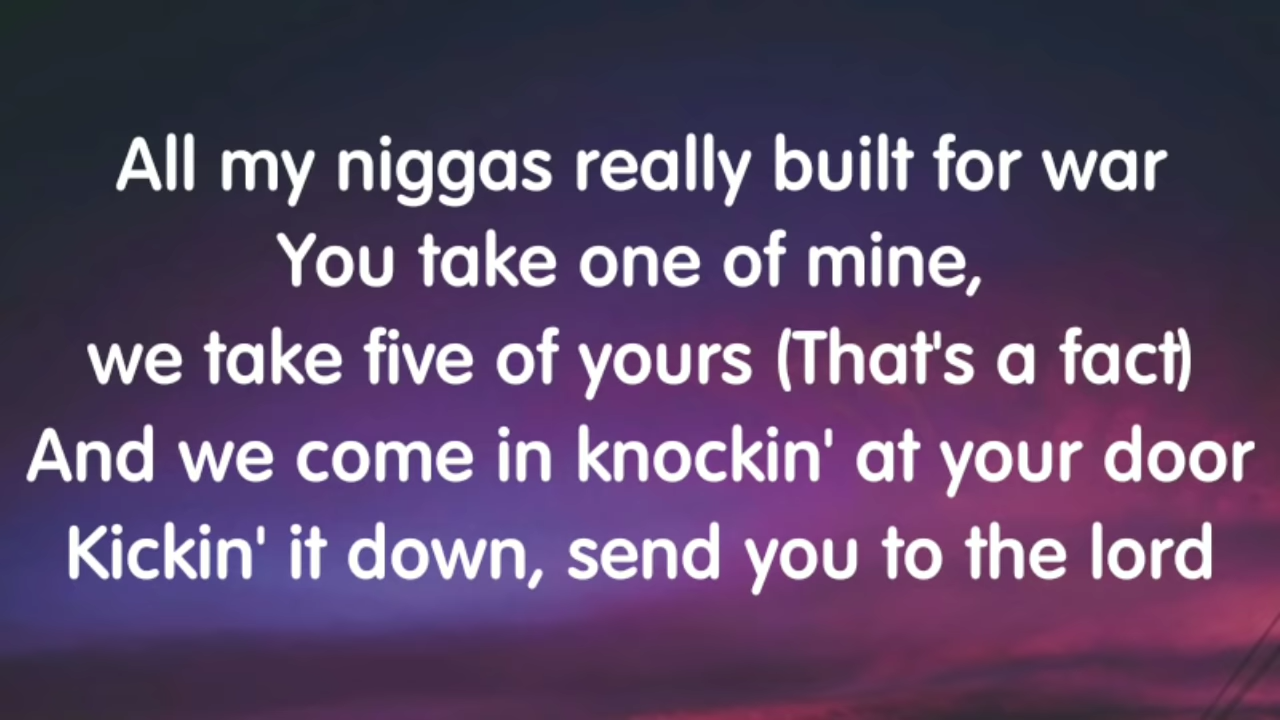 All my niggas really built for war
You take one of mine,
we take five of yours (That's a fact)
And we come in knockin' at your door
Kickin' it down, send you to the lord